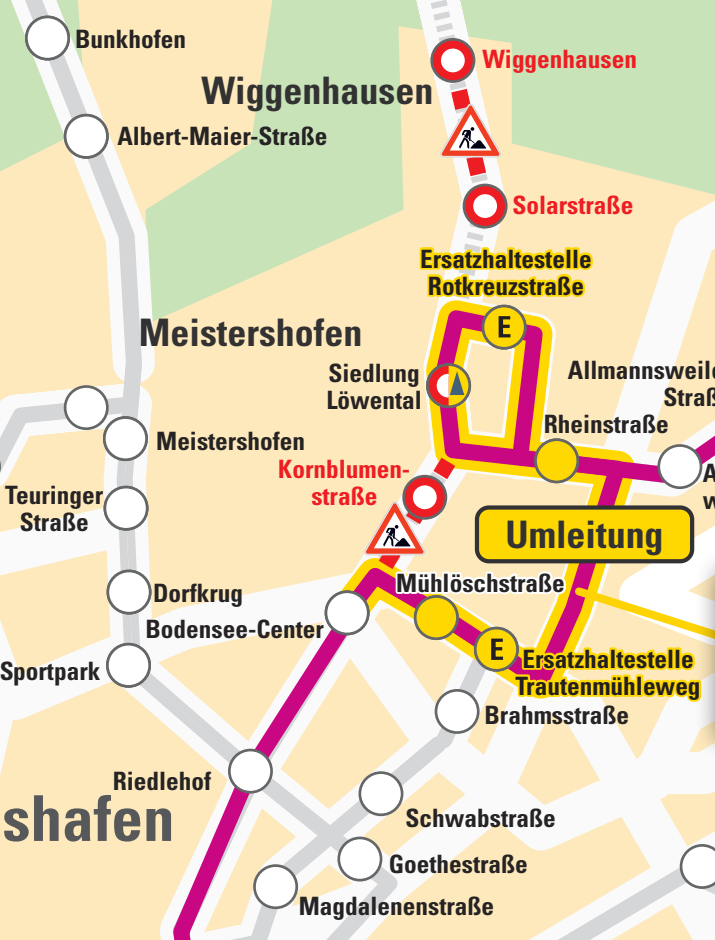 Bunkhofen
Wiggenhausen
Wiggenhausen
Albert-Maier-Straße
Solarstraße
Ersatzhaltestelle
Rotkreuzstraße
E
Meistershofen
Siedlung
Löwental
Allmannsweile
Straß
Rheinstraße
Meistershofen
Kornblumen-
straße
A
w
Teuringer
Straße
Umleitung
Mühlöschstraße
Dorfkrug
Bodensee-Center
E
Ersatzhaltestelle
Trautenmühleweg
Sportpark
Brahmsstraße
Riedlehof
shafen
Schwabstraße
Goethestraße
Magdalenenstraße